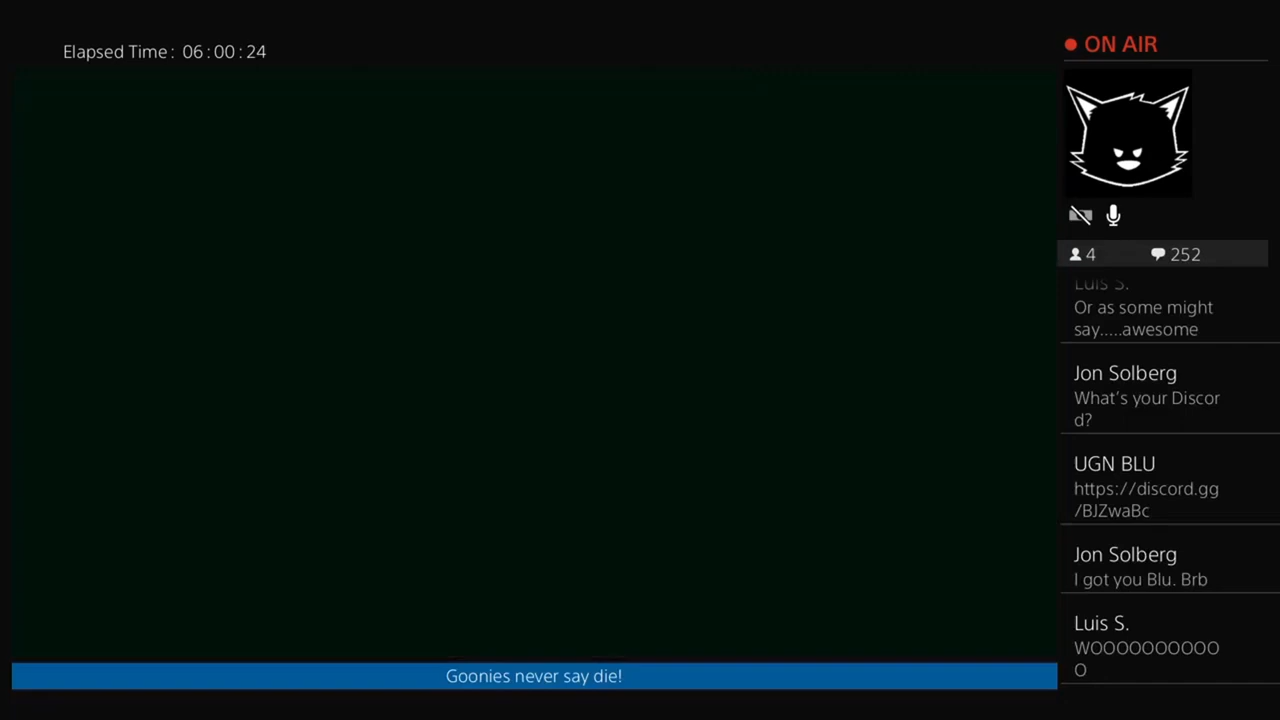 Elapsed Time: 06:00:24
ON AIR
4 252
Luis S.
Or as some might
say.....awesome
Jon Solberg
What's your Discor
d?
UGN BLU
https://discord.gg
/BJZwaBc
Jon Solberg
I got you Blu. Brb
Luis S.
WOOOOOOOOOO
O
Goonies never say die!